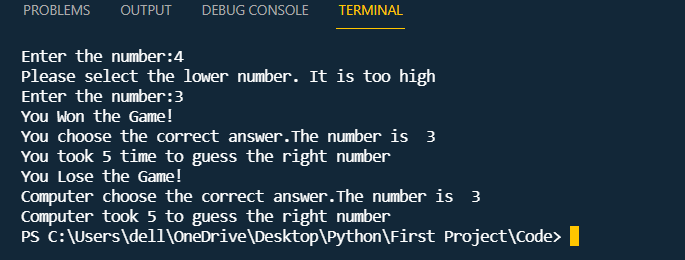 PROBLEMS OUTPUT DEBUG CONSOLE TERMINAL
Enter the number:4
Please select the lower number. It is too high
Enter the number:3
You Won the Game!
You choose the correct answer.The number is  3
You took 5 time to guess the right number
You Lose the Game!
Computer choose the correct answer.The number is  3
Computer took 5 to guess the right number
PS C:\Users\dell\OneDrive\Desktop\Python\First Project\Code>